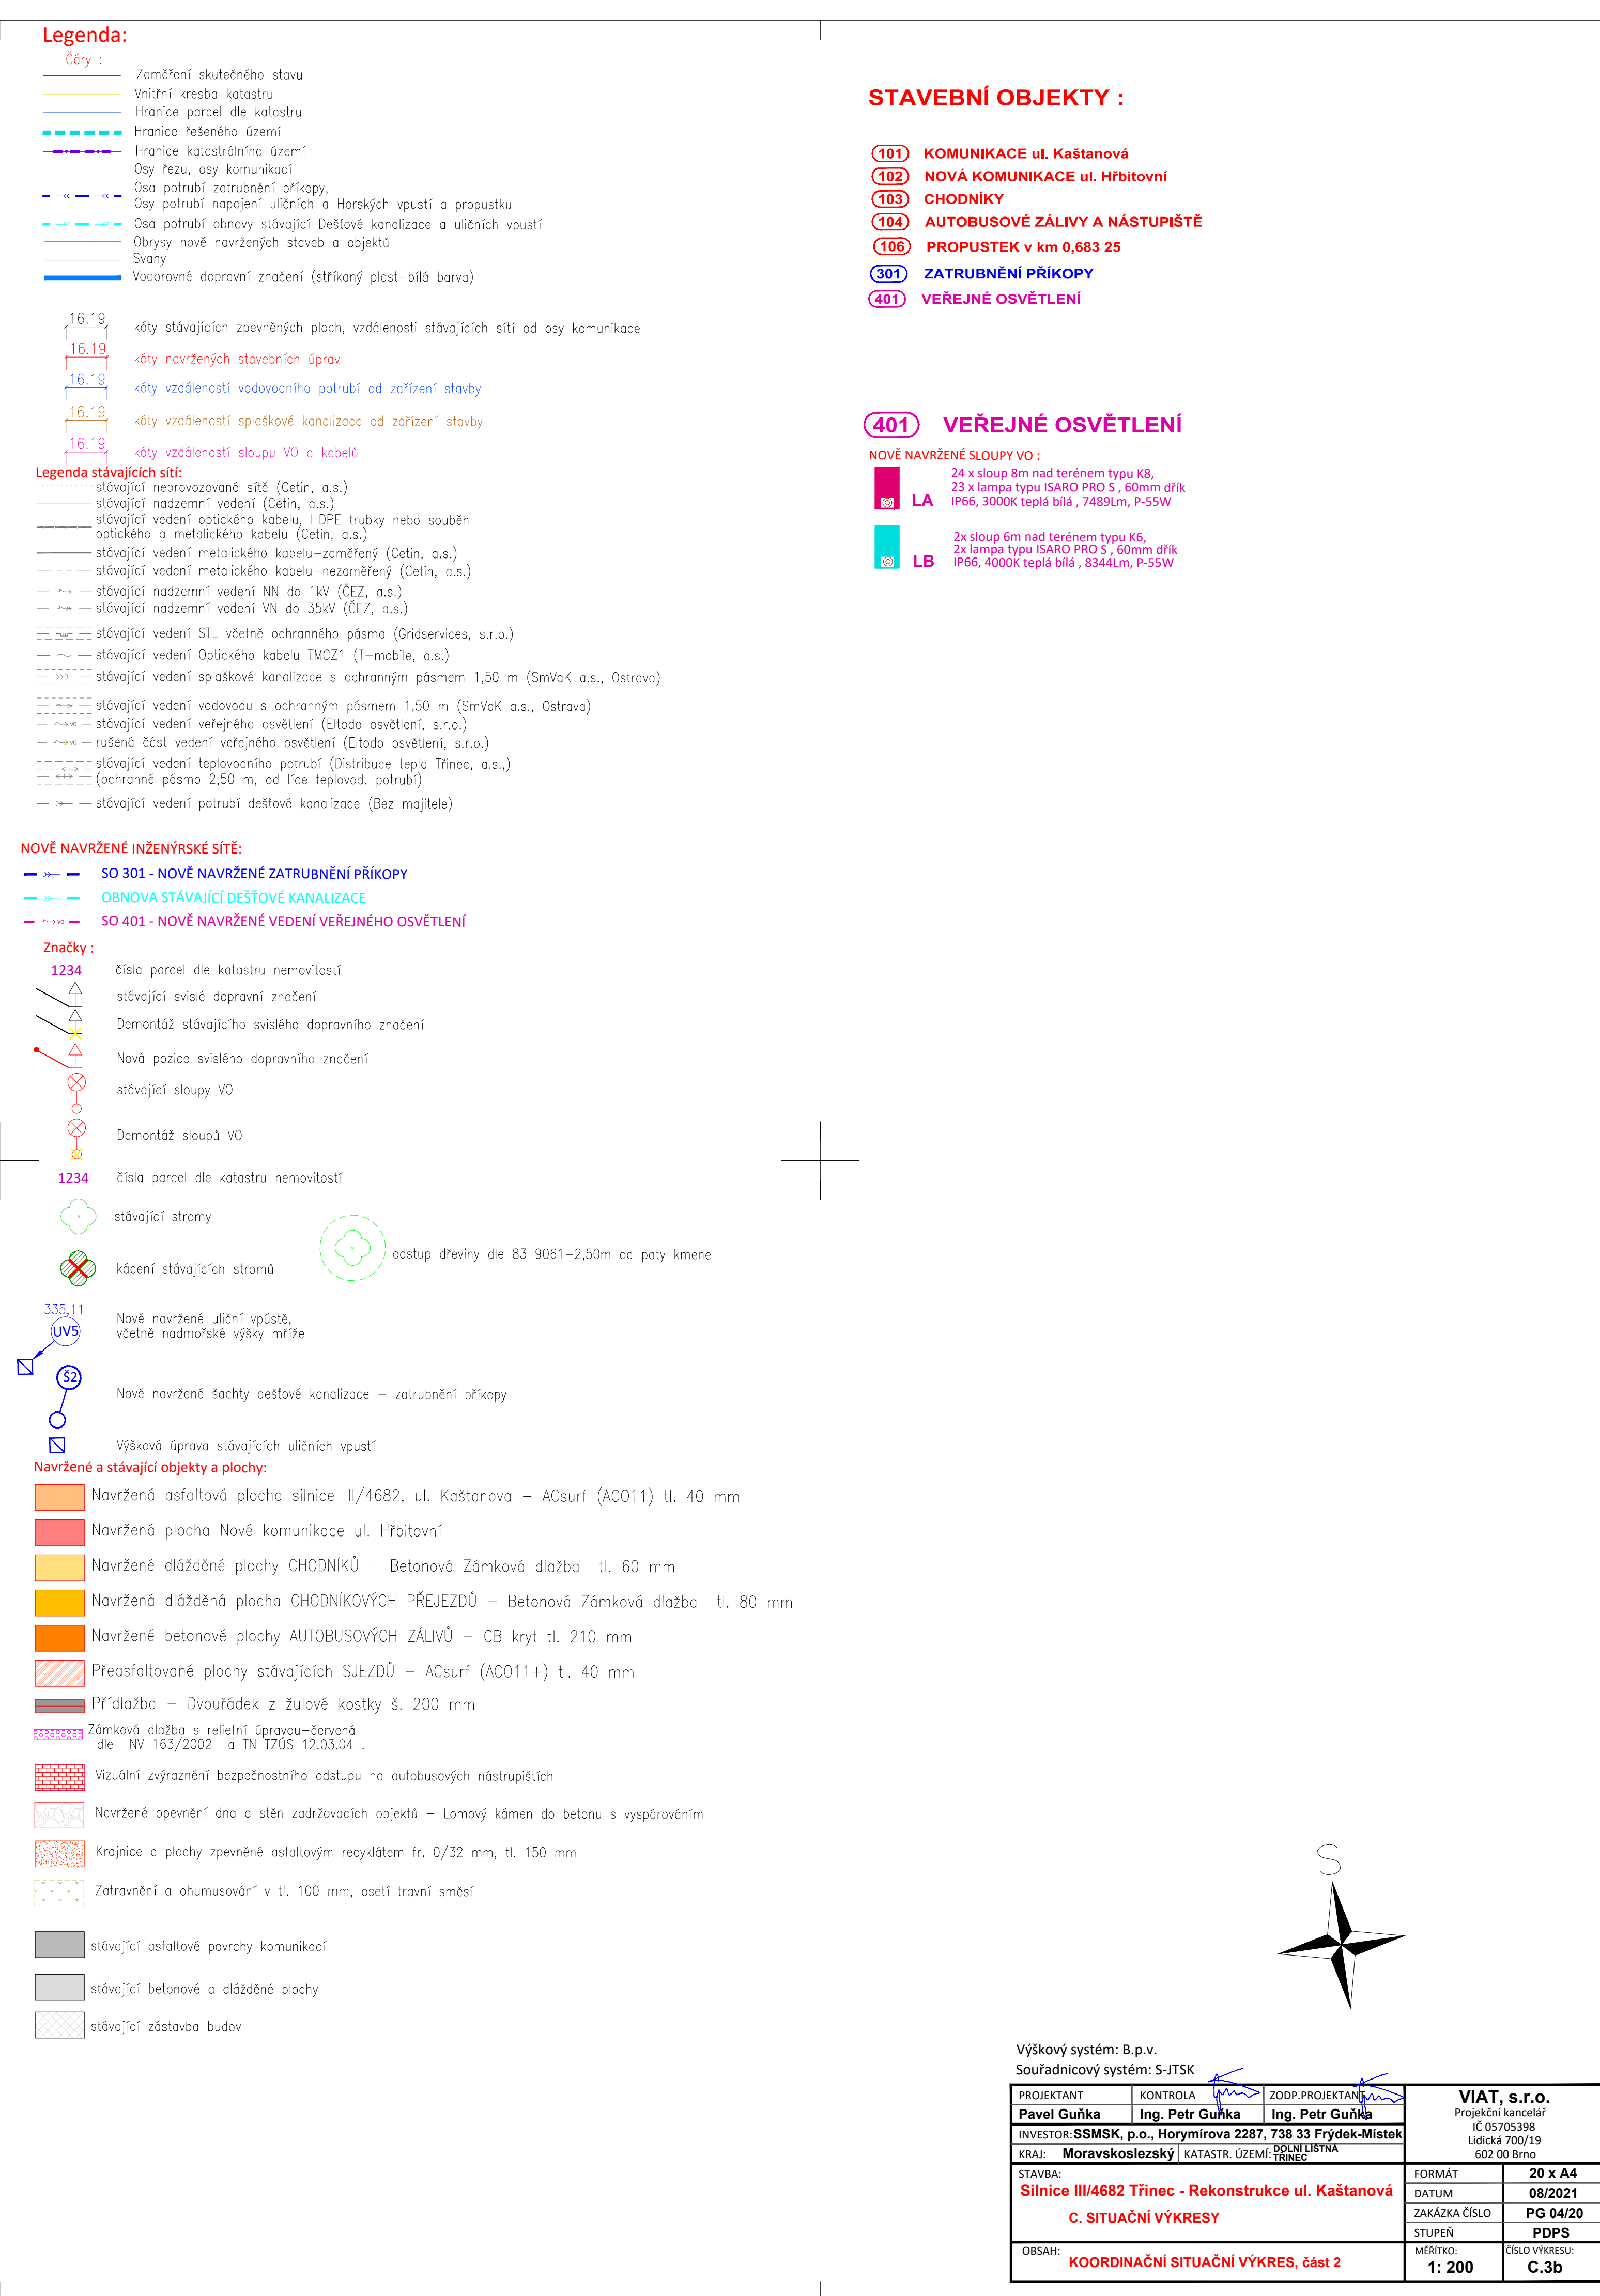 Legenda:
Čáry :
Zaměření skutečného stavu
Vnitřní kresba katastru
Hranice parcel dle katastru
Hranice řešeného území
Hranice katastrálního území
Osy řezu, osy komunikací
Osa potrubí zatrubnění příkopy,
Osy potrubí napojení uličních a Horských vpustí a propustku
Osa potrubí obnovy stávající Dešťové kanalizace a uličních vpustí
Obrysy nově navržených staveb a objektů
Svahy
Vodorovné dopravní značení (stříkaný plast-bílá barva)
16.19 kóty stávajících zpevněných ploch, vzdálenosti stávajících sítí od osy komunikace
16.19 kóty navržených stavebních úprav
16.19 kóty vzdáleností vodovodního potrubí od zařízení stavby
16.19 kóty vzdáleností splaškové kanalizace od zařízení stavby
16.19 kóty vzdáleností sloupu VO a kabelů
Legenda stávajících sítí:
stávající neprovozované sítě (Cetin, a.s.)
stávající nadzemní vedení (Cetin, a.s.)
stávající vedení optického kabelu, HDPE trubky nebo souběh
optického a metalického kabelu (Cetin, a.s.)
stávající vedení metalického kabelu-zaměřený (Cetin, a.s.)
stávající vedení metalického kabelu-nezaměřený (Cetin, a.s.)
stávající nadzemní vedení NN do 1kV (ČEZ, a.s.)
stávající nadzemní vedení VN do 35kV (ČEZ, a.s.)
stávající vedení STL včetně ochranného pásma (Gridservices, s.r.o.)
stávající vedení Optického kabelu TMCZ1 (T-mobile, a.s.)
stávající vedení splaškové kanalizace s ochranným pásmem 1,50 m (SmVaK a.s., Ostrava)
stávající vedení vodovodu s ochranným pásmem 1,50 m (SmVaK a.s., Ostrava)
VO stávající vedení veřejného osvětlení (Eltodo osvětlení, s.r.o.)
VO rušená část vedení veřejného osvětlení (Eltodo osvětlení, s.r.o.)
stávající vedení teplovodního potrubí (Distribuce tepla Třinec, a.s.,)
(ochranné pásmo 2,50 m, od líce teplovod. potrubí)
stávající vedení potrubí dešťové kanalizace (Bez majitele)
NOVĚ NAVRŽENÉ INŽENÝRSKÉ SÍTĚ:
SO 301 - NOVĚ NAVRŽENÉ ZATRUBNĚNÍ PŘÍKOPY
OBNOVA STÁVAJÍCÍ DEŠŤOVÉ KANALIZACE
VO SO 401 - NOVĚ NAVRŽENÉ VEDENÍ VEŘEJNÉHO OSVĚTLENÍ
Značky :
1234 čísla parcel dle katastru nemovitostí
stávající svislé dopravní značení
Demontáž stávajícího svislého dopravního značení
Nová pozice svislého dopravního značení
stávající sloupy VO
Demontáž sloupů VO
1234 čísla parcel dle katastru nemovitostí
stávající stromy
odstup dřeviny dle 83 9061-2,50m od paty kmene
kácení stávajících stromů
335,11
UV5
Nově navržené uliční vpústě,
včetně nadmořské výšky mříže
Š2
Nově navržené šachty dešťové kanalizace - zatrubnění příkopy
Výšková úprava stávajících uličních vpustí
Navržené a stávající objekty a plochy:
Navržená asfaltová plocha silnice III/4682, ul. Kaštanova - ACsurf (ACO11) tl. 40 mm
Navržená plocha Nové komunikace ul. Hřbitovní
Navržené dlážděné plochy CHODNÍKŮ - Betonová Zámková dlažba tl. 60 mm
Navržená dlážděná plocha CHODNÍKOVÝCH PŘEJEZDŮ - Betonová Zámková dlažba tl. 80 mm
Navržené betonové plochy AUTOBUSOVÝCH ZÁLIVŮ - CB kryt tl. 210 mm
Přeasfaltované plochy stávajících SJEZDŮ - ACsurf (ACO11+) tl. 40 mm
Přídlažba - Dvouřádek z žulové kostky š. 200 mm
Zámková dlažba s reliefní úpravou-červená
dle NV 163/2002 a TN TZÚS 12.03.04 .
Vizuální zvýraznění bezpečnostního odstupu na autobusových nástrupištích
Navržené opevnění dna a stěn zadržovacích objektů - Lomový kámen do betonu s vyspárováním
Krajnice a plochy zpevněné asfaltovým recyklátem fr. 0/32 mm, tl. 150 mm
Zatravnění a ohumusování v tl. 100 mm, osetí travní směsí
stávající asfaltové povrchy komunikací
stávající betonové a dlážděné plochy
stávající zástavba budov
STAVEBNÍ OBJEKTY :
101 KOMUNIKACE ul. Kaštanová
102 NOVÁ KOMUNIKACE ul. Hřbitovní
103 CHODNÍKY
104 AUTOBUSOVÉ ZÁLIVY A NÁSTUPIŠTĚ
106 PROPUSTEK v km 0,683 25
301 ZATRUBNĚNÍ PŘÍKOPY
401 VEŘEJNÉ OSVĚTLENÍ
401 VEŘEJNÉ OSVĚTLENÍ
NOVĚ NAVRŽENÉ SLOUPY VO :
24 x sloup 8m nad terénem typu K8,
23 x lampa typu ISARO PRO S , 60mm dřík
LA IP66, 3000K teplá bílá , 7489Lm, P-55W
2x sloup 6m nad terénem typu K6,
2x lampa typu ISARO PRO S , 60mm dřík
LB IP66, 4000K teplá bílá , 8344Lm, P-55W
S
Výškový systém: B.p.v.
Souřadnicový systém: S-JTSK
PROJEKTANT KONTROLA ZODP.PROJEKTANT
Pavel Guňka Ing. Petr Guňka Ing. Petr Guňka
INVESTOR: SSMSK, p.o., Horymírova 2287, 738 33 Frýdek-Místek
KRAJ: Moravskoslezský KATASTR. ÚZEMÍ: DOLNÍ LÍŠTNÁ
TŘINEC
VIAT, s.r.o.
Projekční kancelář
IČ 05705398
Lidická 700/19
602 00 Brno
STAVBA:
Silnice III/4682 Třinec - Rekonstrukce ul. Kaštanová
C. SITUAČNÍ VÝKRESY
FORMÁT 20 x A4
DATUM 08/2021
ZAKÁZKA ČÍSLO PG 04/20
STUPEŇ PDPS
OBSAH:
KOORDINAČNÍ SITUAČNÍ VÝKRES, část 2
MĚŘÍTKO: ČÍSLO VÝKRESU:
1: 200 C.3b